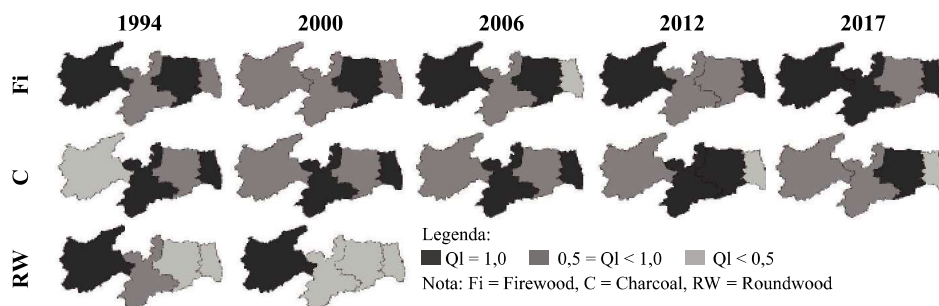 1994 2000 2006 2012 2017
Fi
C
RW
Legenda:
Ql = 1,0 0,5 = Ql < 1,0 Ql < 0,5
Nota: Fi = Firewood, C = Charcoal, RW = Roundwood